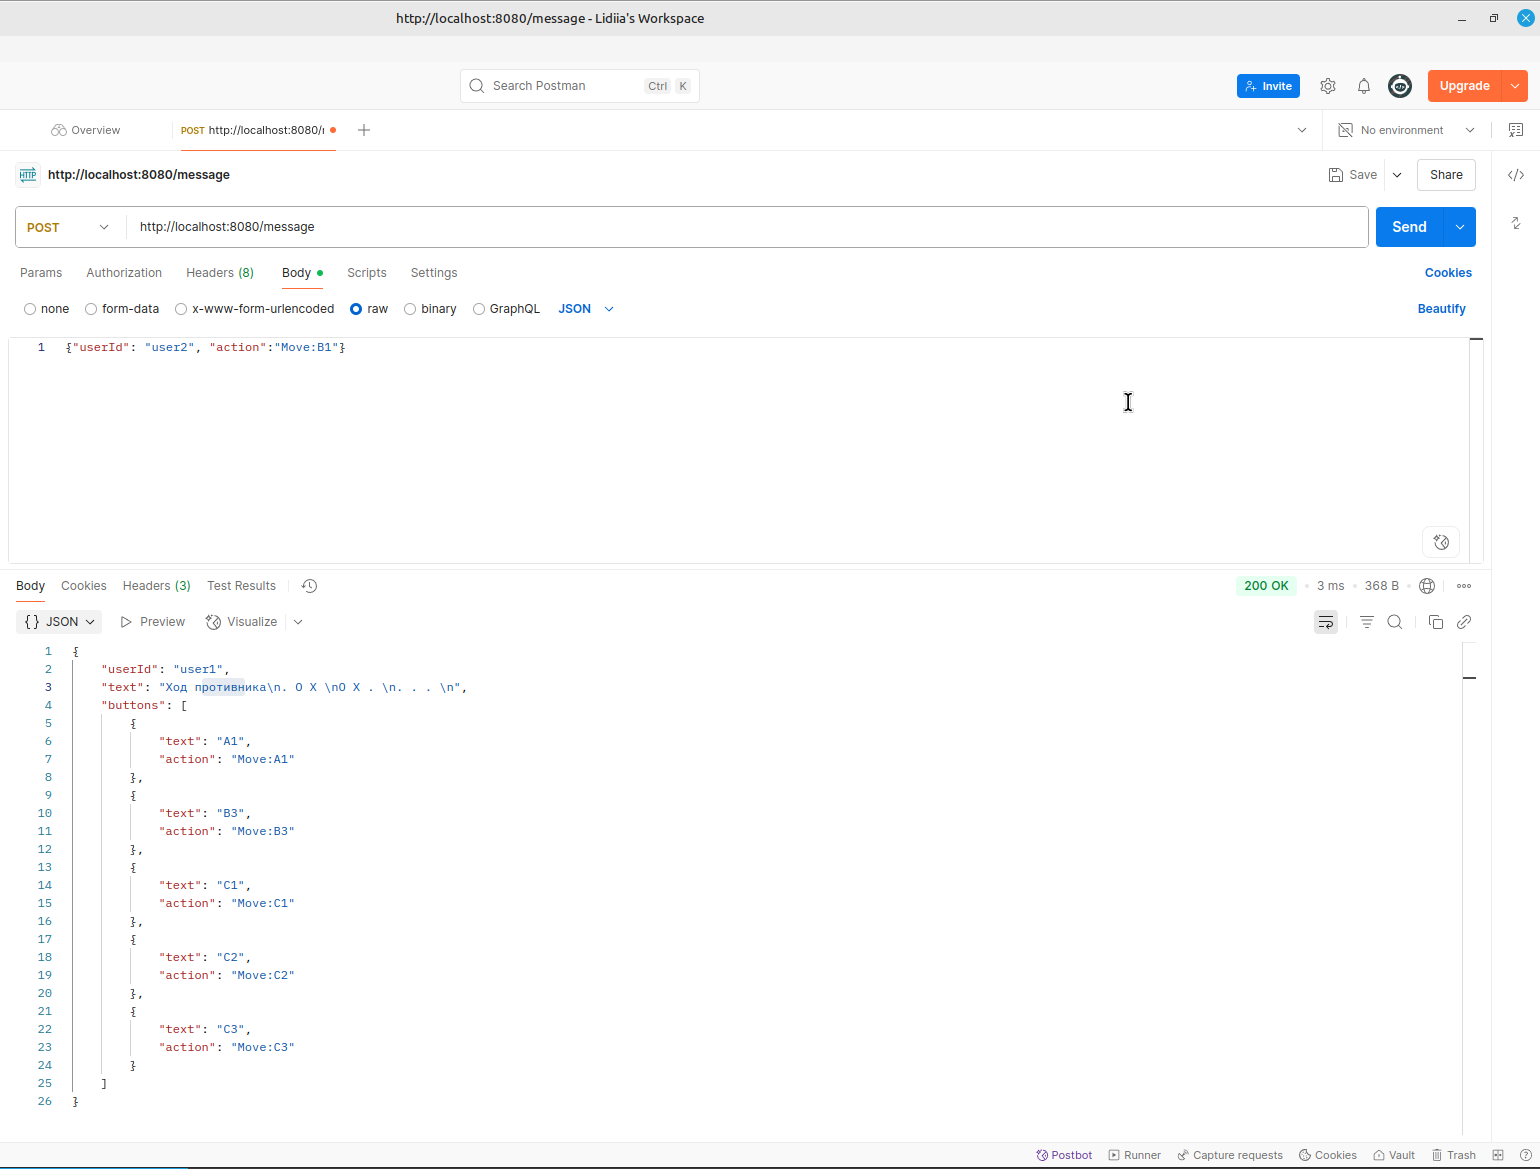 http://localhost:8080/message - Lidiia's Workspace
Search Postman Ctrl K
Invite
Upgrade
Overview
POST http://localhost:8080/
No environment
HTTP http://localhost:8080/message
Save
Share
POST http://localhost:8080/message
Send
Params Authorization Headers (8) Body Scripts Settings Cookies
none form-data x-www-form-urlencoded raw binary GraphQL JSON Beautify
1 {"userId": "user2", "action":"Move:B1"}
Body Cookies Headers (3) Test Results 200 OK 3 ms 368 B
{} JSON Preview Visualize
1 {
2 "userId": "user1",
3 "text": "Ход противника\n. O X \nO X . \n. . . \n",
4 "buttons": [
5 {
6 "text": "A1",
7 "action": "Move:A1"
8 },
9 {
10 "text": "B3",
11 "action": "Move:B3"
12 },
13 {
14 "text": "C1",
15 "action": "Move:C1"
16 },
17 {
18 "text": "C2",
19 "action": "Move:C2"
20 },
21 {
22 "text": "C3",
23 "action": "Move:C3"
24 }
25 ]
26 }
Postbot Runner Capture requests Cookies Vault Trash